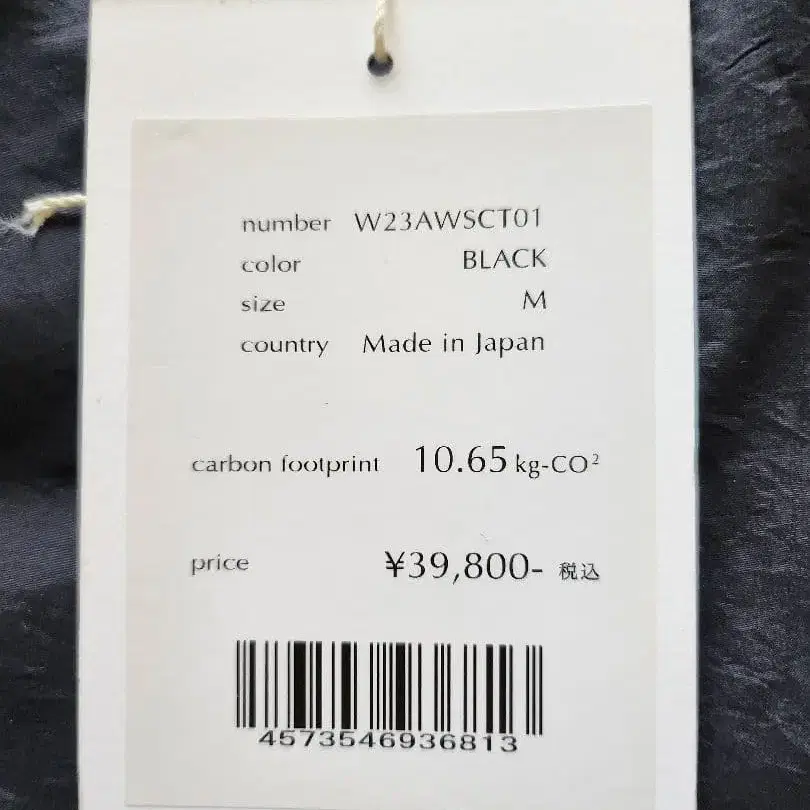 number W23AWSCT01
color BLACK
size M
country Made in Japan
carbon footprint 10.65 kg-CO²
price ¥39,800- 税込
4573546936813